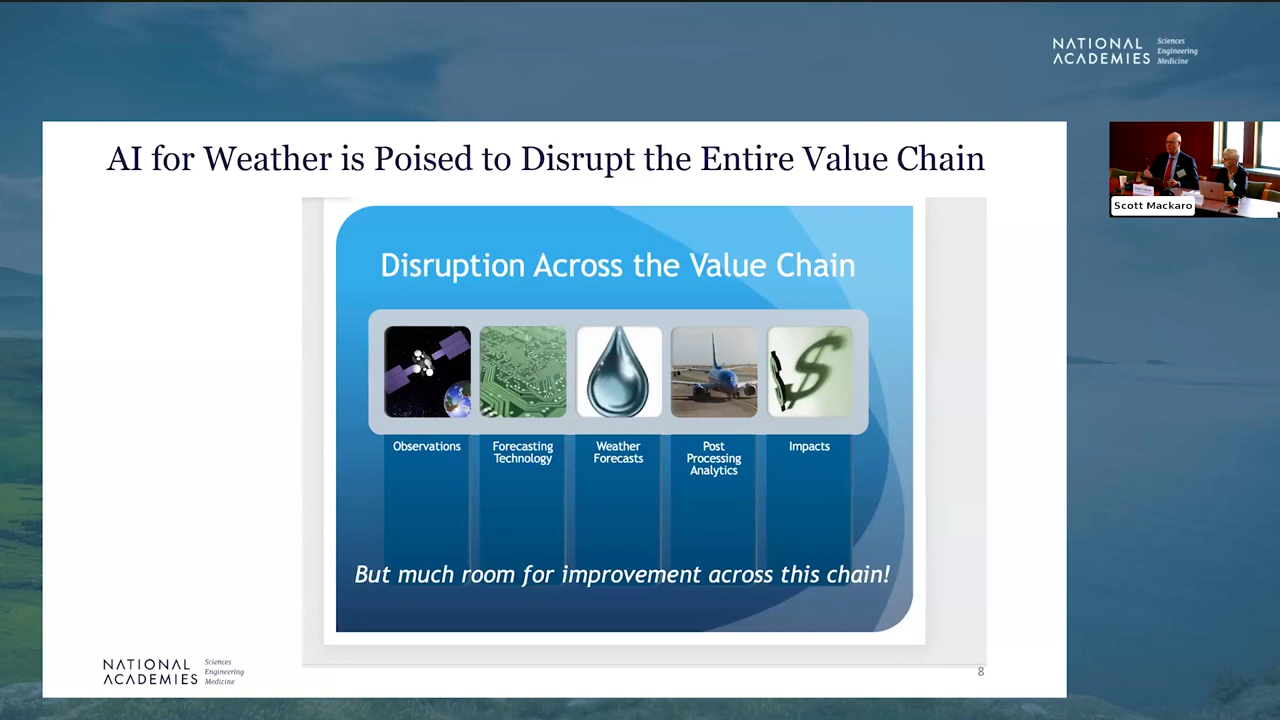 NATIONAL
ACADEMIES
Sciences
Engineering
Medicine
AI for Weather is Poised to Disrupt the Entire Value Chain
Scott Mackaro
Disruption Across the Value Chain
Observations
Forecasting
Technology
Weather
Forecasts
Post
Processing
Analytics
Impacts
But much room for improvement across this chain!
NATIONAL
ACADEMIES
Sciences
Engineering
Medicine
8